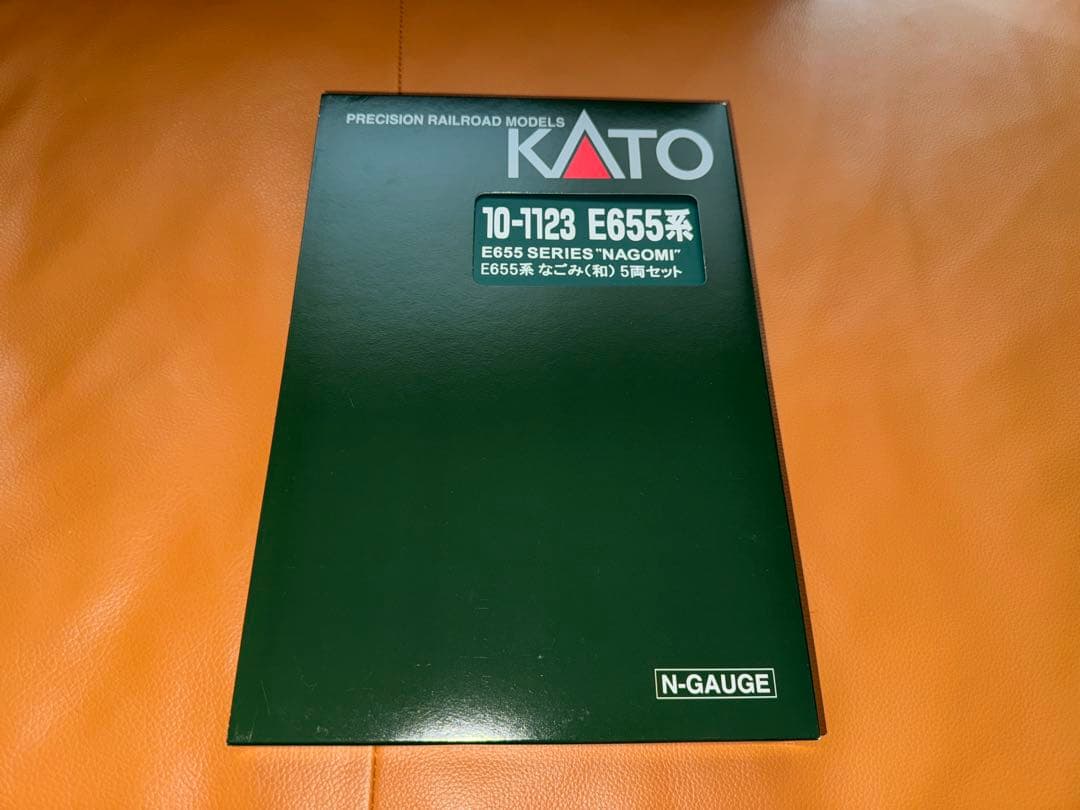 PRECISION RAILROAD MODELS
KATO
10-1123 E655系
E655 SERIES "NAGOMI"
E655系 なごみ(和) 5両セット
N-GAUGE